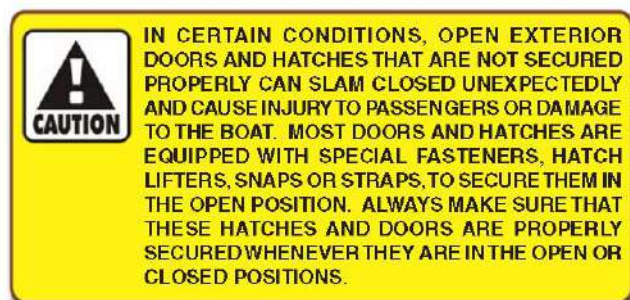 CAUTION
IN CERTAIN CONDITIONS, OPEN EXTERIOR
DOORS AND HATCHES THAT ARE NOT SECURED
PROPERLY CAN SLAM CLOSED UNEXPECTEDLY
AND CAUSE INJURY TO PASSENGERS OR DAMAGE
TO THE BOAT. MOST DOORS AND HATCHES ARE
EQUIPPED WITH SPECIAL FASTENERS, HATCH
LIFTERS, SNAPS OR STRAPS, TO SECURE THEM IN
THE OPEN POSITION. ALWAYS MAKE SURE THAT
THESE HATCHES AND DOORS ARE PROPERLY
SECURED WHENEVER THEY ARE IN THE OPEN OR
CLOSED POSITIONS.